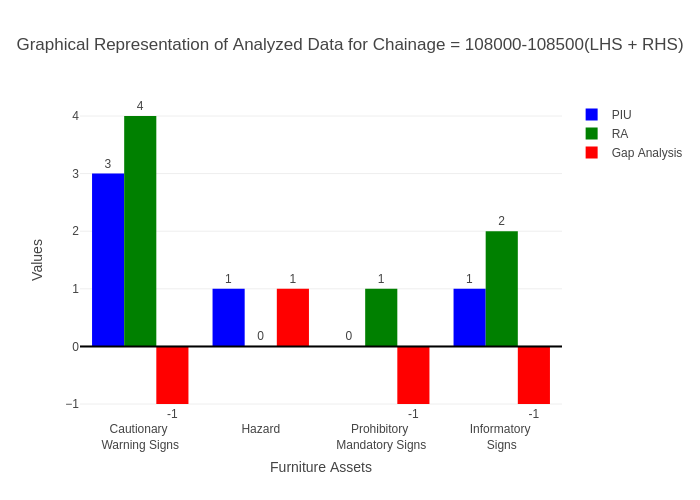 Graphical Representation of Analyzed Data for Chainage = 108000-108500(LHS + RHS)
PIU
RA
Gap Analysis
4
3
2
1
0
−1
Values
3
4
-1
1
0
1
0
1
-1
1
2
-1
Cautionary
Warning Signs
Hazard
Prohibitory
Mandatory Signs
Informatory
Signs
Furniture Assets